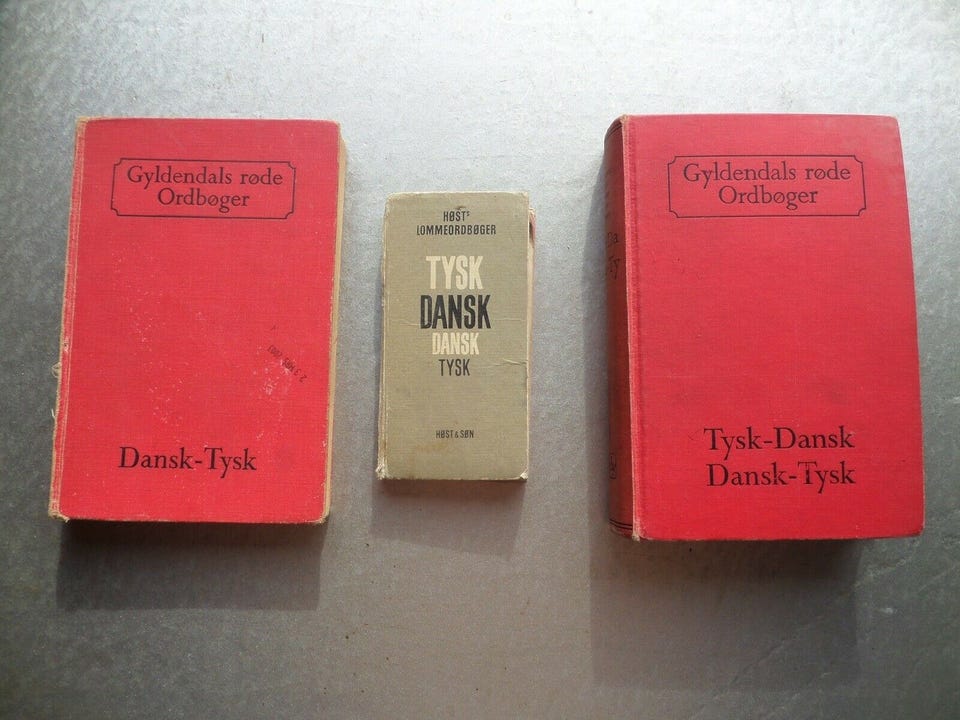 Gyldendals røde
Ordbøger
Dansk-Tysk
HØSTS
LOMMEORDBØGER
TYSK
DANSK
DANSK
TYSK
HØST & SØN
Gyldendals røde
Ordbøger
Tysk-Dansk
Dansk-Tysk